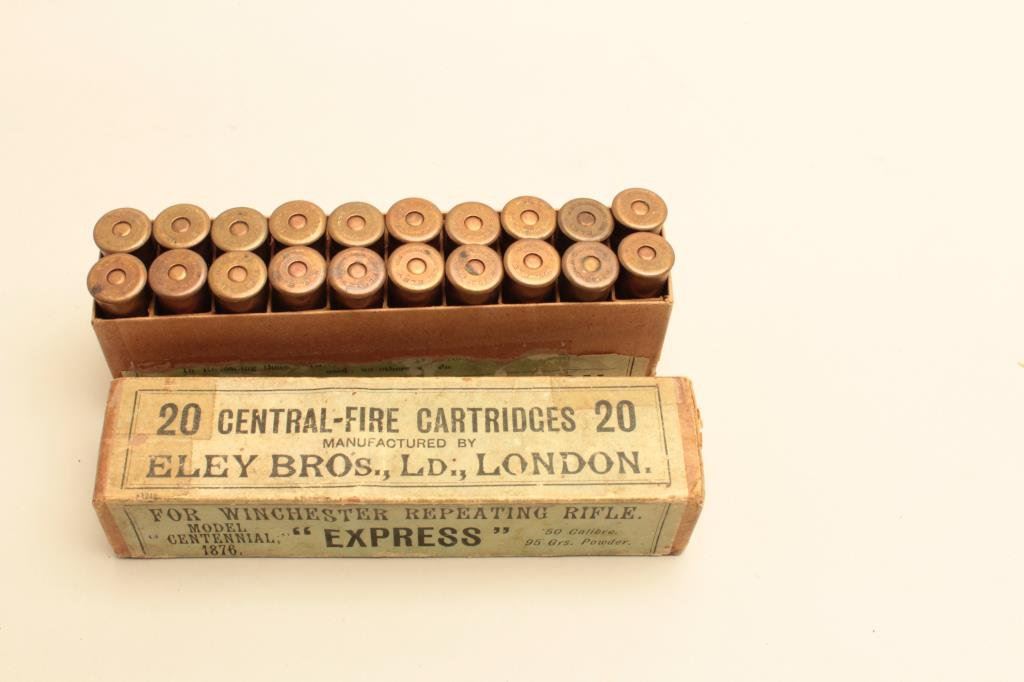 20 CENTRAL-FIRE CARTRIDGES 20
MANUFACTURED BY
ELEY BROS., LD., LONDON.
FOR WINCHESTER REPEATING RIFLE.
MODEL
CENTENNIAL,
1876.
"EXPRESS"
50 Calibre.
95 Grs. Powder.